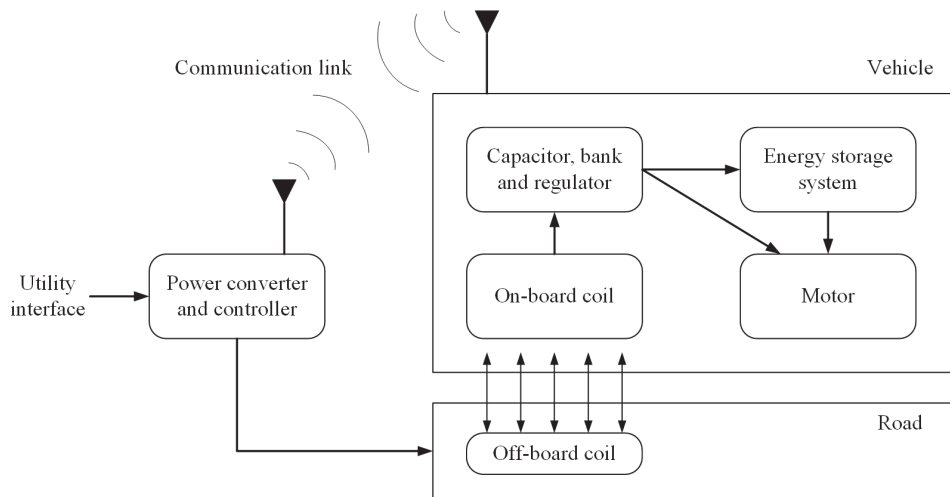 Communication link
Vehicle
Capacitor, bank
and regulator
Energy storage
system
Utility
interface
Power converter
and controller
On-board coil
Motor
Road
Off-board coil